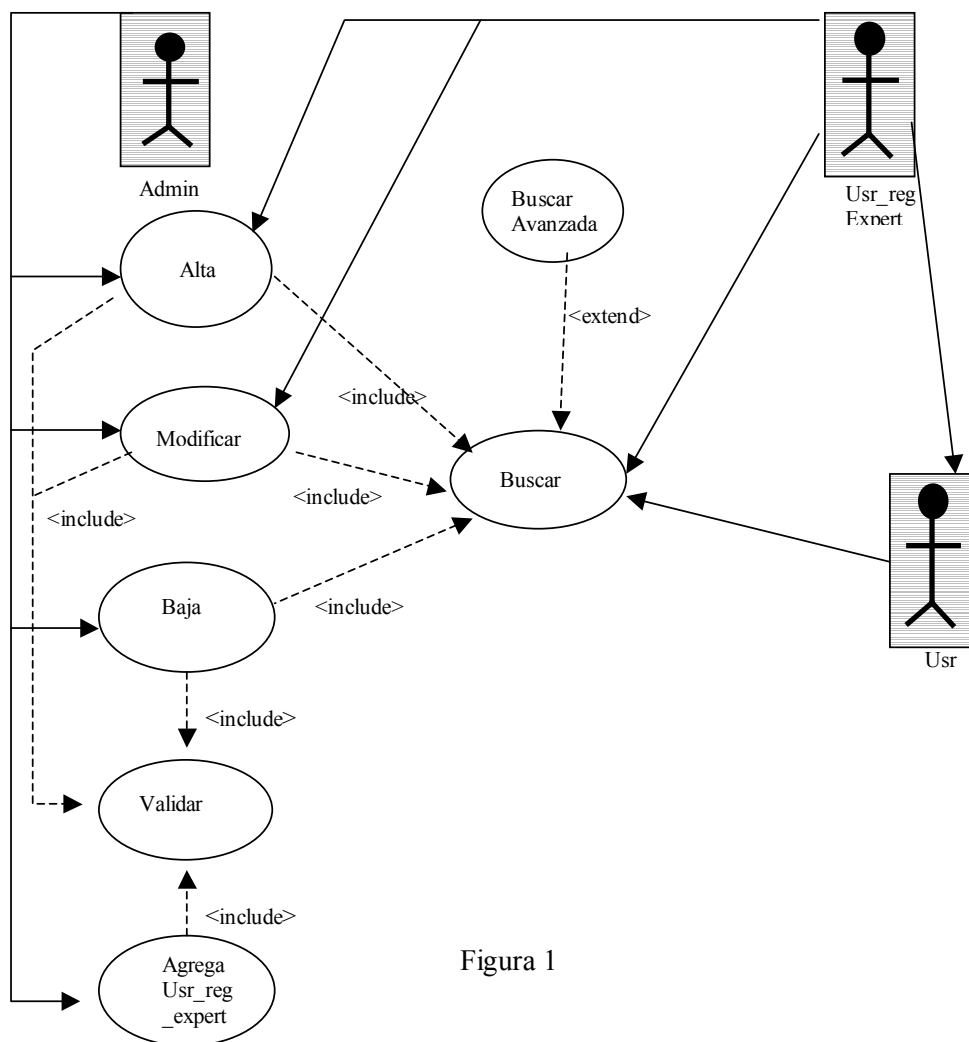 Admin
Usr_reg
Expert
Buscar
Avanzada
Alta
<extend>
<include>
Modificar
Buscar
<include>
<include>
Baja
<include>
Usr
<include>
Validar
<include>
Agrega
Usr_reg
_expert
Figura 1